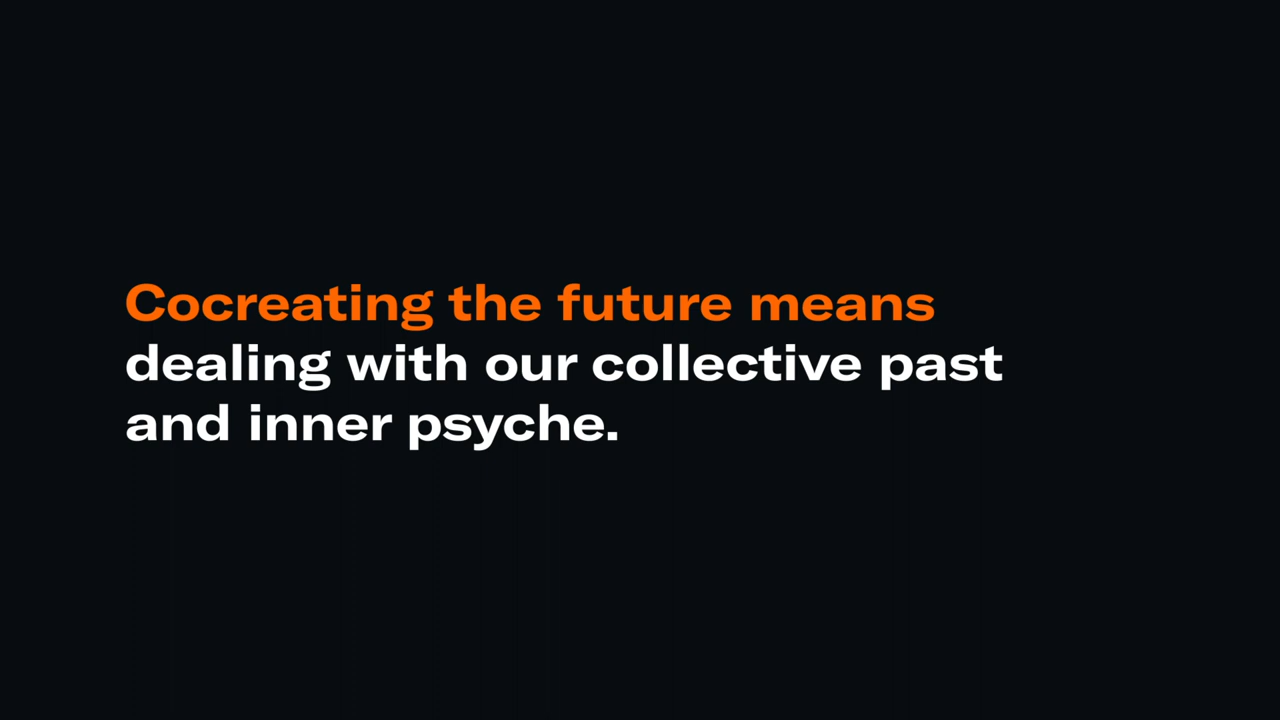 Cocreating the future means
dealing with our collective past
and inner psyche.